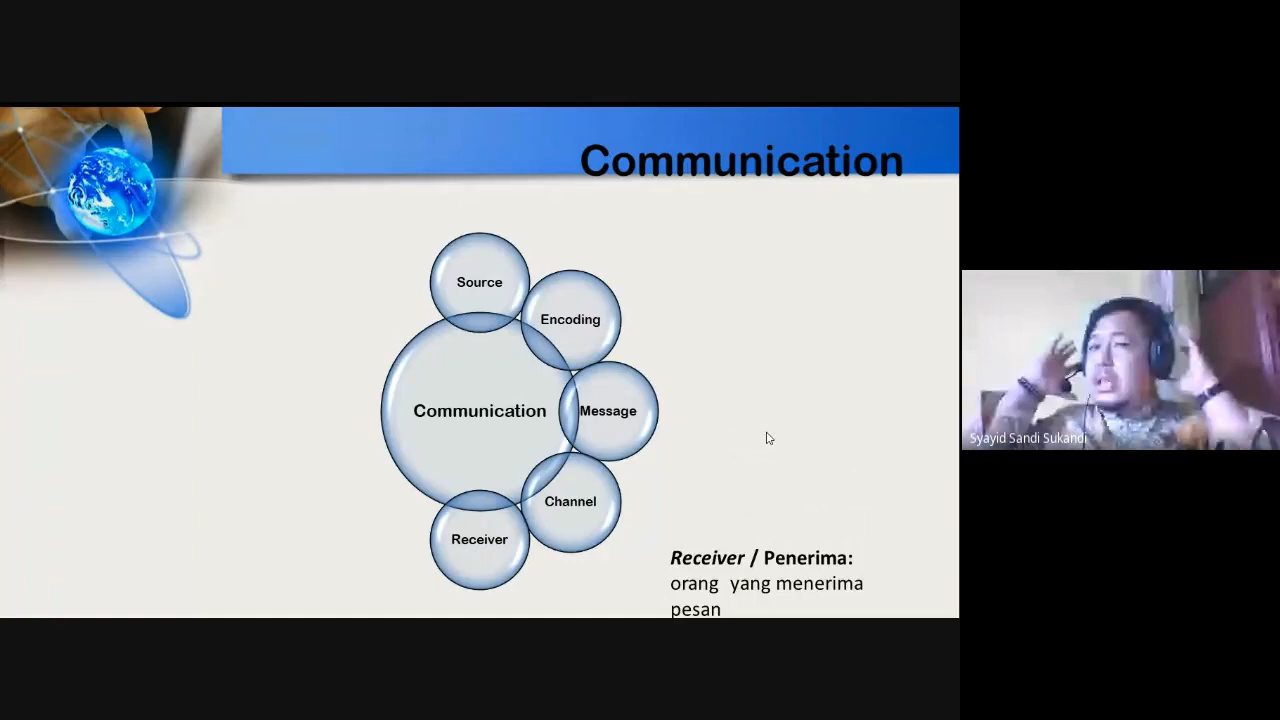 Communication
Source
Encoding
Communication
Message
Channel
Receiver
Receiver / Penerima:
orang yang menerima
pesan
Syayid Sandi Sukandi